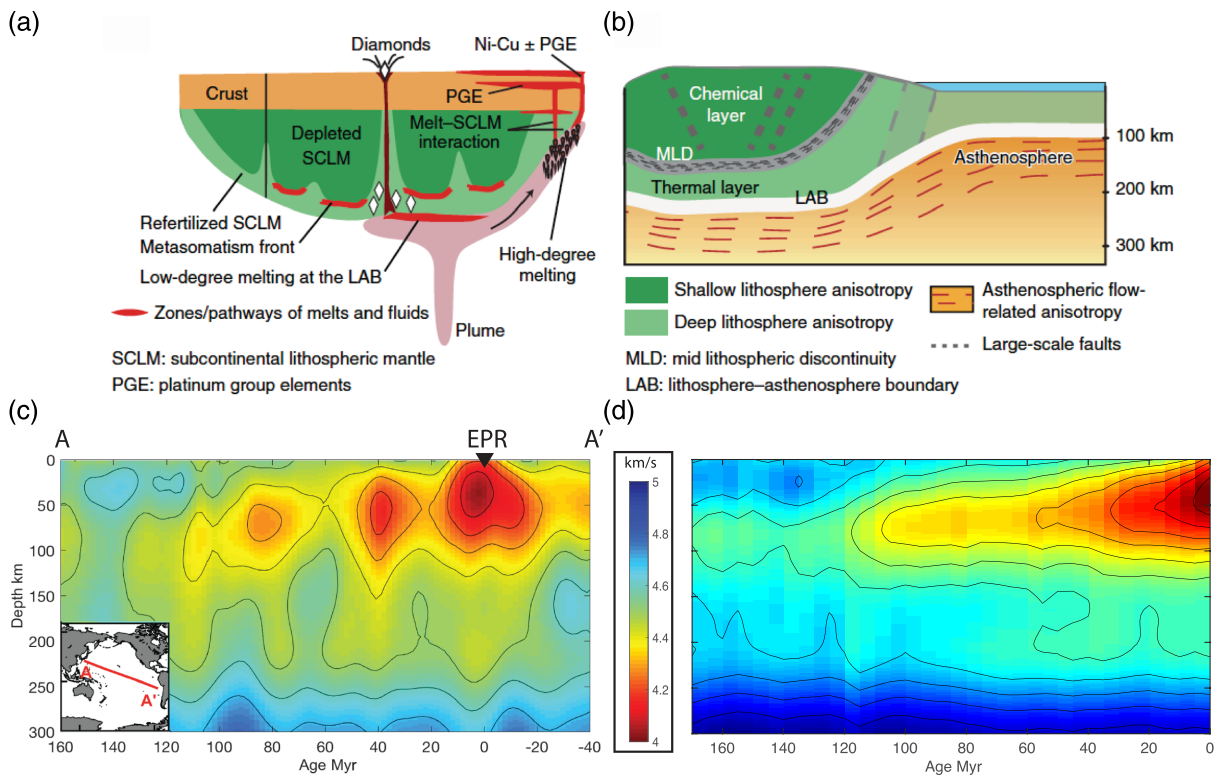 (a)
Diamonds
Ni-Cu ± PGE
Crust
PGE
Depleted
SCLM
Melt–SCLM
interaction
Refertilized SCLM
Metasomatism front
Low-degree melting at the LAB
High-degree
melting
Zones/pathways of melts and fluids
Plume
SCLM: subcontinental lithospheric mantle
PGE: platinum group elements
(b)
Chemical
layer
MLD
Thermal layer
LAB
Asthenosphere
100 km
200 km
300 km
Shallow lithosphere anisotropy
Deep lithosphere anisotropy
Asthenospheric flow-
related anisotropy
Large-scale faults
MLD: mid lithospheric discontinuity
LAB: lithosphere–asthenosphere boundary
(c)
A
EPR
A'
0
50
100
150
200
250
300
Depth km
A
A'
160 140 120 100 80 60 40 20 0 -20 -40
Age Myr
km/s
5
4.8
4.6
4.4
4.2
4
(d)
160 140 120 100 80 60 40 20 0
Age Myr